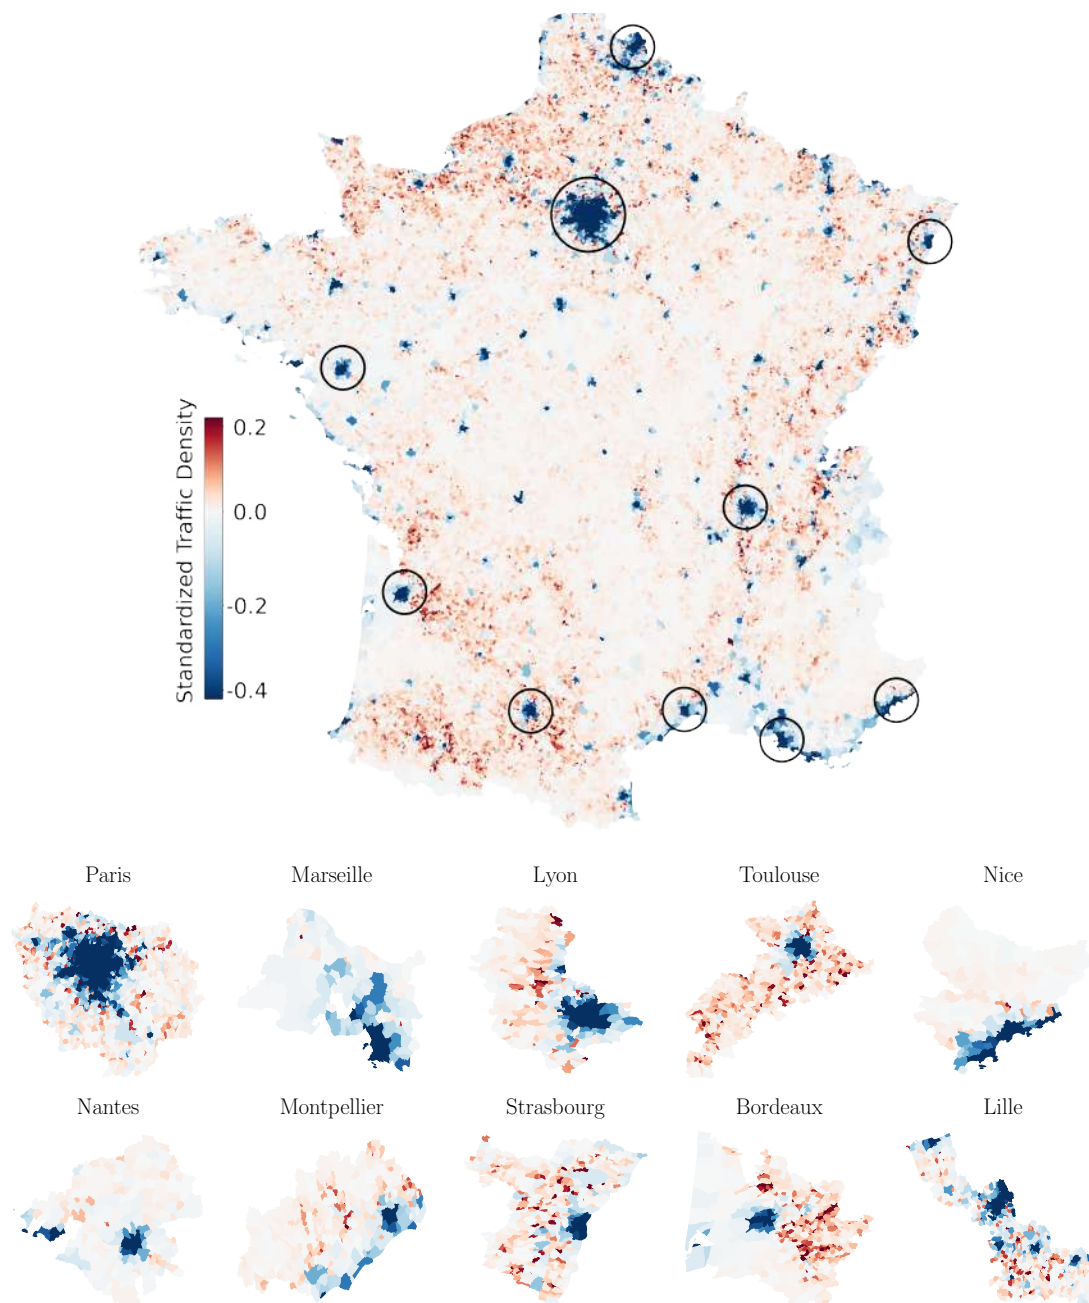 Standardized Traffic Density
0.2
0.0
-0.2
-0.4
Paris
Marseille
Lyon
Toulouse
Nice
Nantes
Montpellier
Strasbourg
Bordeaux
Lille